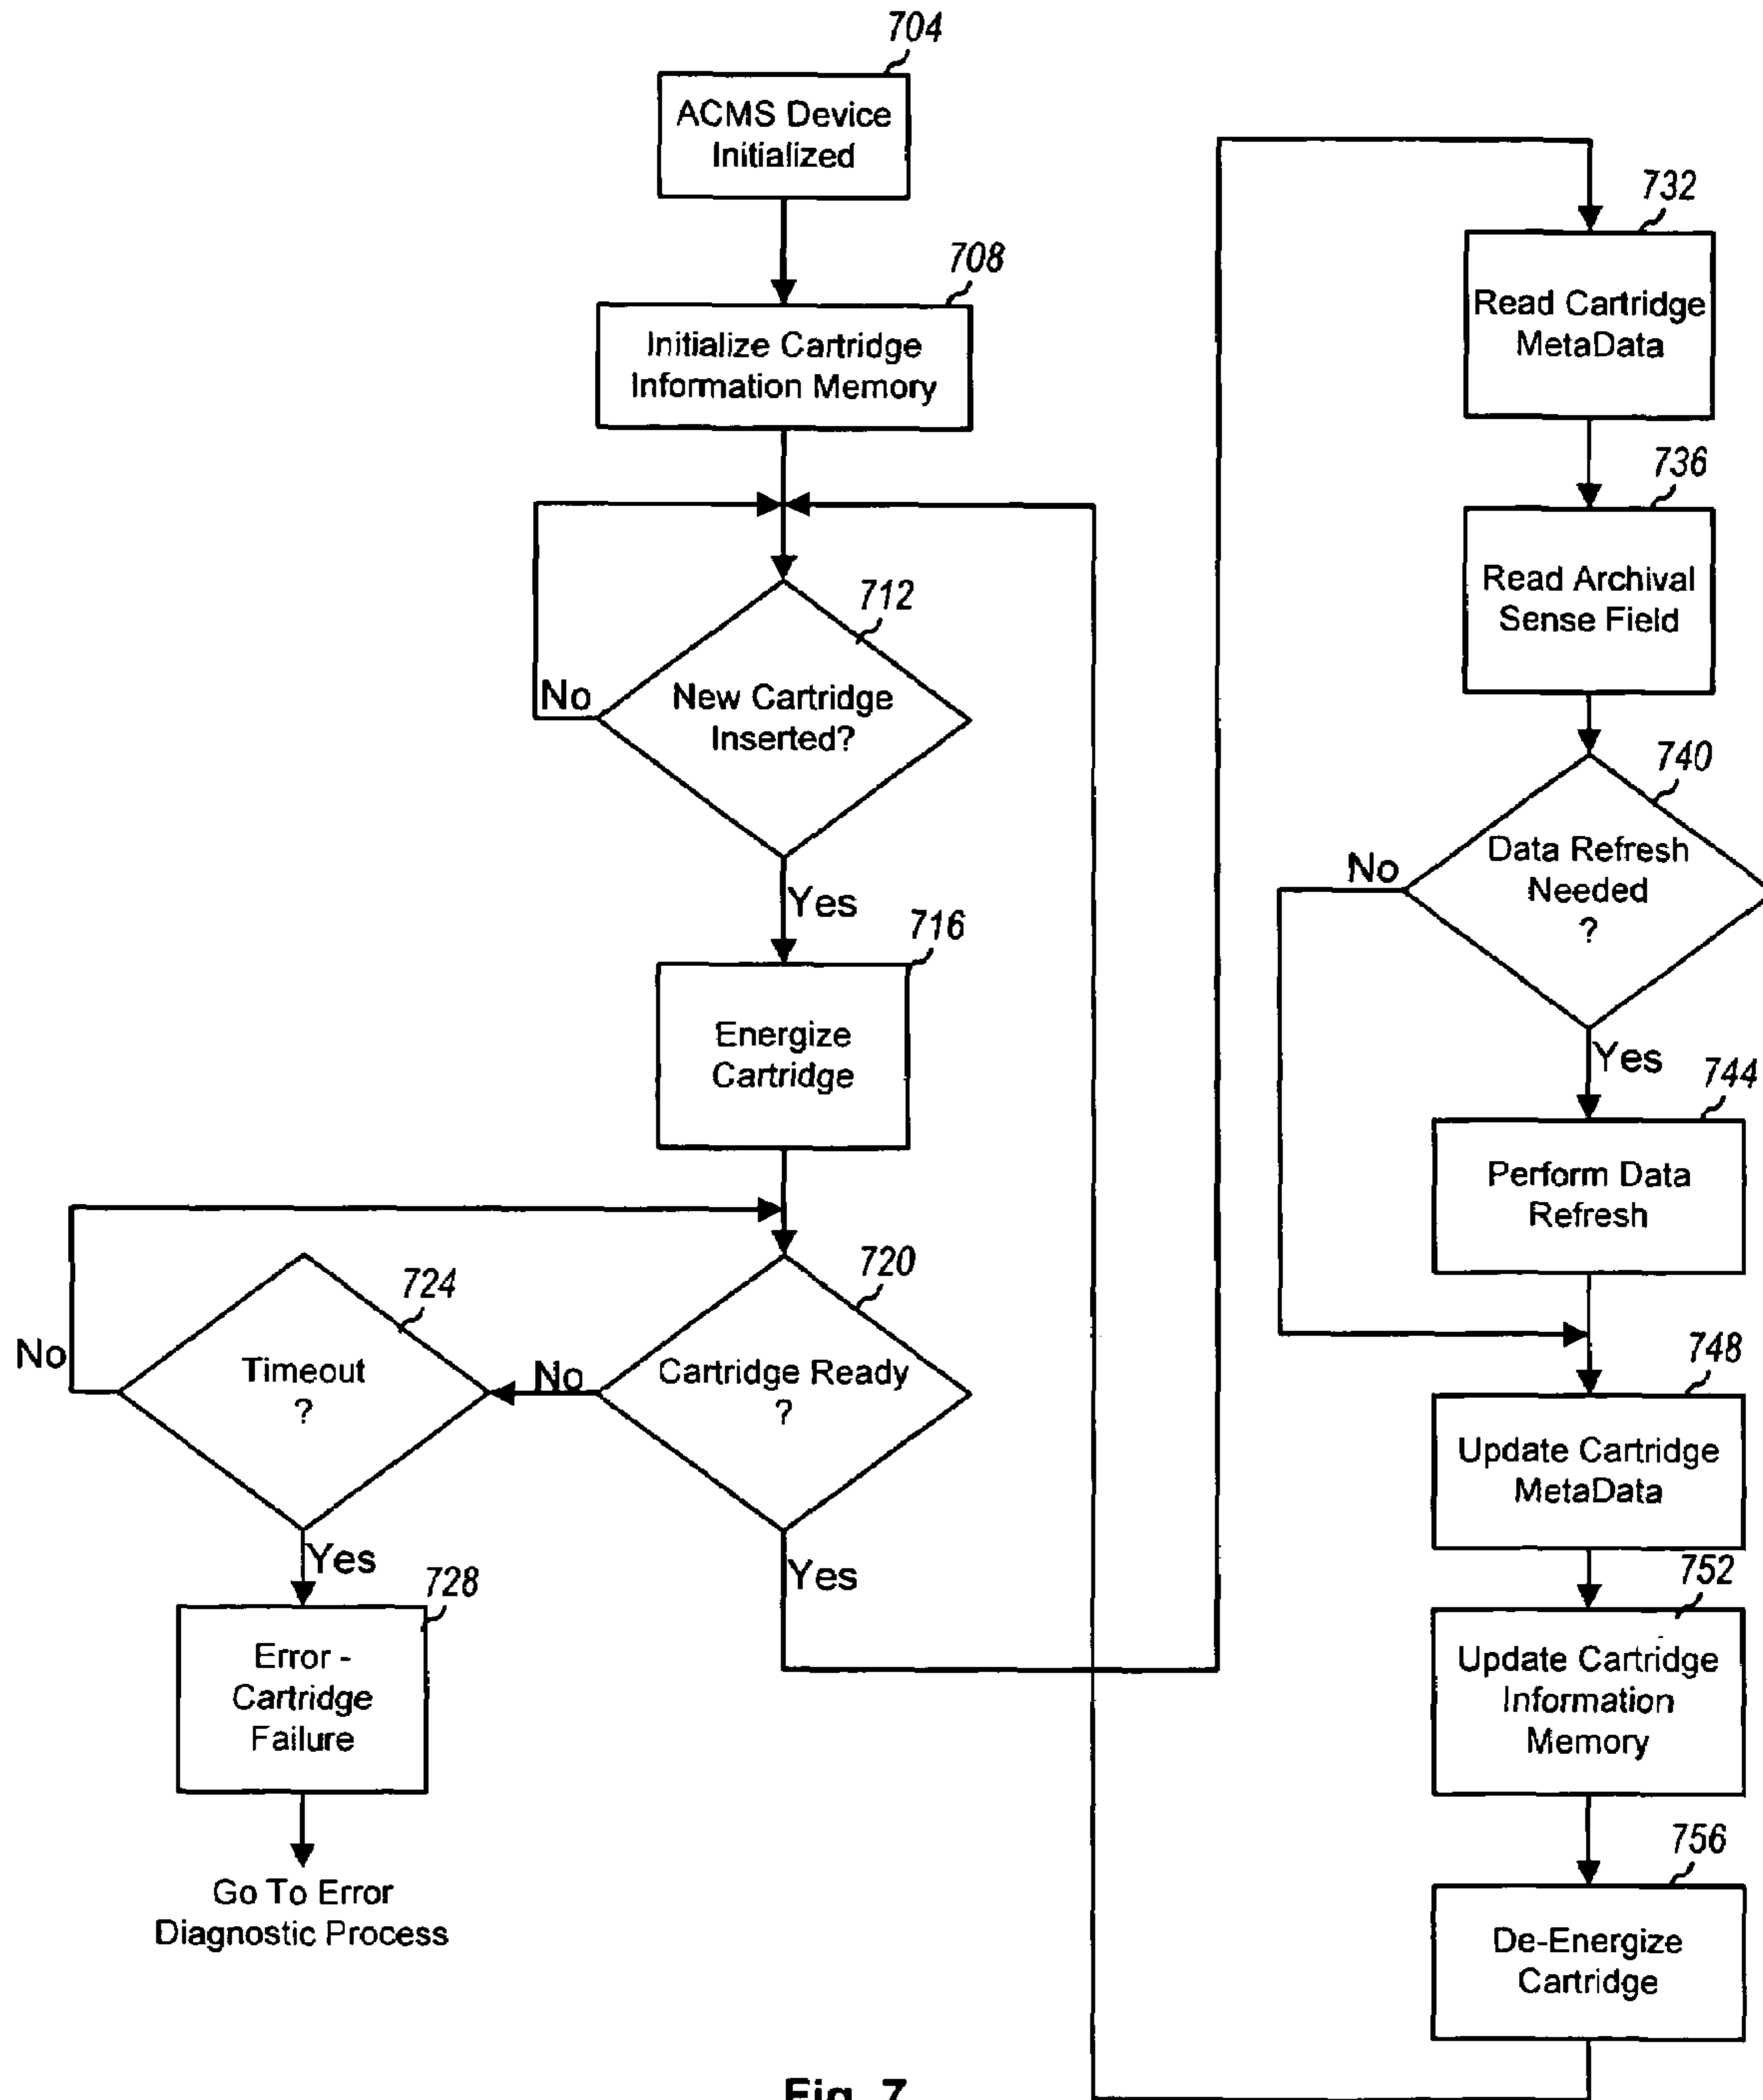 704
ACMS Device
Initialized
708
Initialize Cartridge
Information Memory
712
New Cartridge
Inserted?
No
Yes
716
Energize
Cartridge
720
Cartridge Ready
?
No
Yes
724
Timeout
?
No
Yes
728
Error -
Cartridge
Failure
Go To Error
Diagnostic Process
732
Read Cartridge
MetaData
736
Read Archival
Sense Field
740
Data Refresh
Needed
?
No
Yes
744
Perform Data
Refresh
748
Update Cartridge
MetaData
752
Update Cartridge
Information
Memory
756
De-Energize
Cartridge
Fig. 7